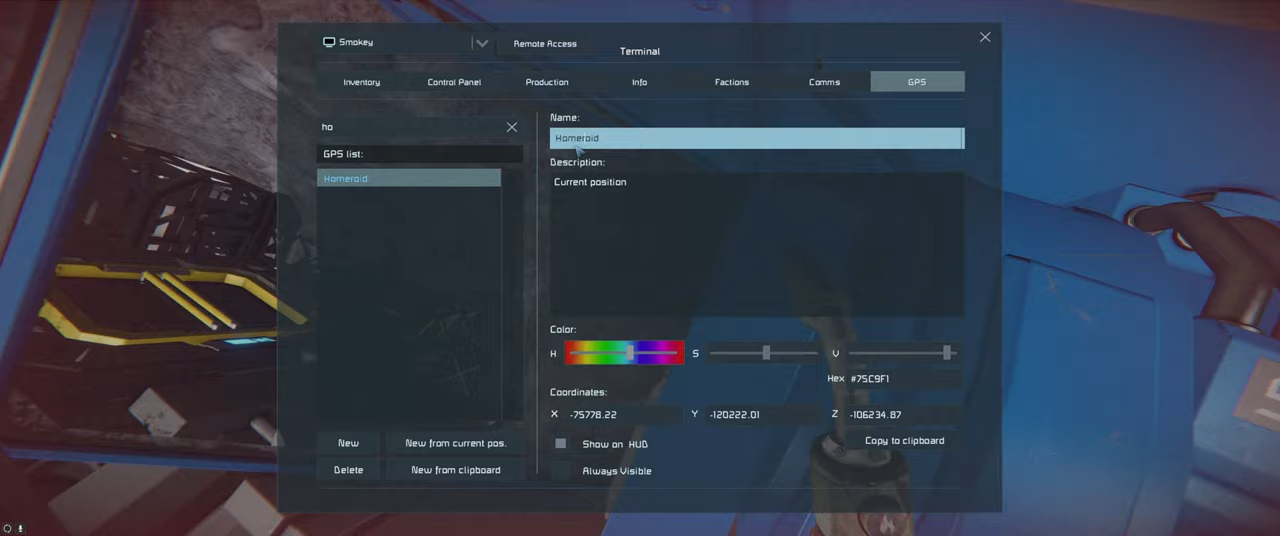 Smokey
Remote Access
Terminal
Inventory
Control Panel
Production
Info
Factions
Comms
GPS
ho
GPS list:
Homeroid
New
New from current pos.
Delete
New from clipboard
Name:
Homeroid
Description:
Current position
Color:
H
S
V
Hex #75C9F1
Coordinates:
X -75778.22 Y -120222.01 Z -106234.87
Show on HUD
Copy to clipboard
Always Visible